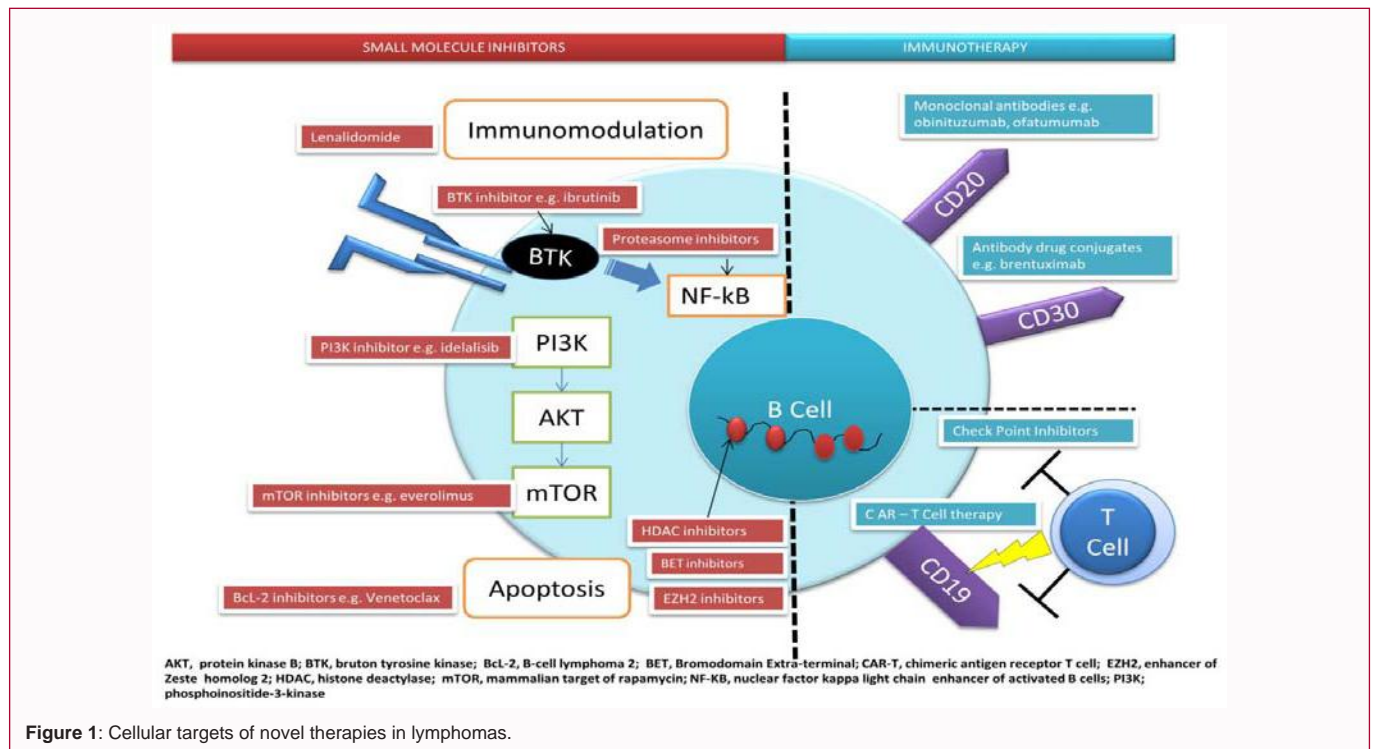 SMALL MOLECULE INHIBITORS
IMMUNOTHERAPY
Lenalidomide
Immunomodulation
Monoclonal antibodies e.g.
obinituzumab, ofatumumab
CD20
BTK inhibitor e.g. ibrutinib
Proteasome inhibitors
BTK
NF-kB
Antibody drug conjugates
e.g. brentuximab
CD30
PI3K inhibitor e.g. idelalisib
PI3K
AKT
B Cell
Check Point Inhibitors
mTOR inhibitors e.g. everolimus
mTOR
C AR – T Cell therapy
T
Cell
HDAC inhibitors
BET inhibitors
EZH2 inhibitors
CD19
BcL-2 inhibitors e.g. Venetoclax
Apoptosis
AKT, protein kinase B; BTK, bruton tyrosine kinase; BcL-2, B-cell lymphoma 2; BET, Bromodomain Extra-terminal; CAR-T, chimeric antigen receptor T cell; EZH2, enhancer of
Zeste homolog 2; HDAC, histone deactylase; mTOR, mammalian target of rapamycin; NF-KB, nuclear factor kappa light chain enhancer of activated B cells; PI3K;
phosphoinositide-3-kinase
Figure 1: Cellular targets of novel therapies in lymphomas.